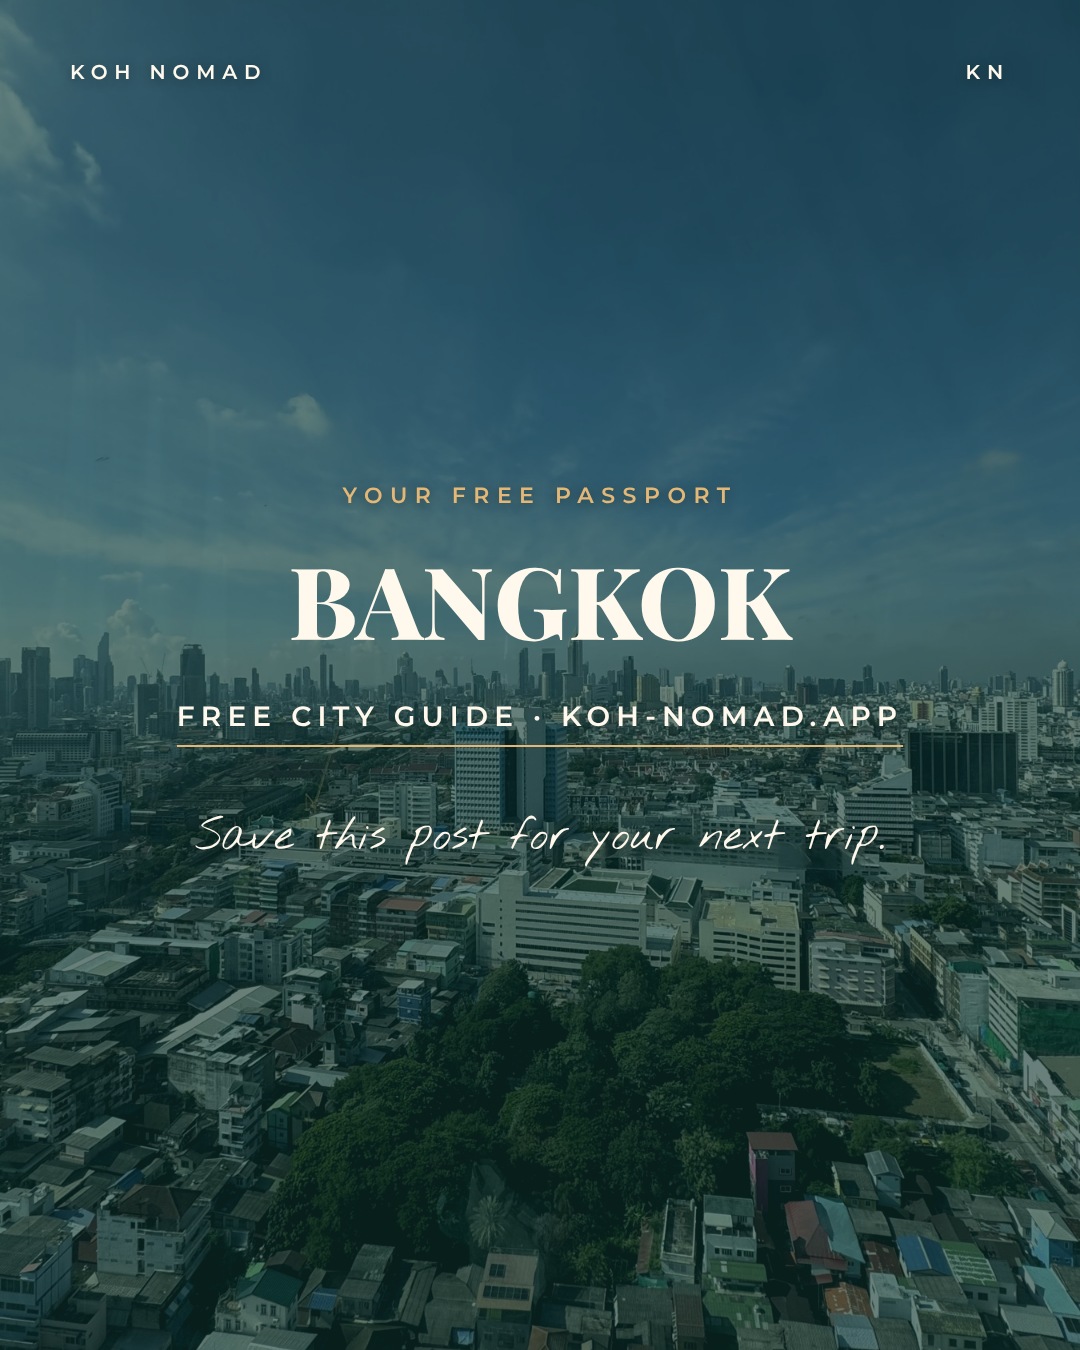 KOH NOMAD
KN
YOUR FREE PASSPORT
BANGKOK
FREE CITY GUIDE · KOH-NOMAD.APP
Save this post for your next trip.